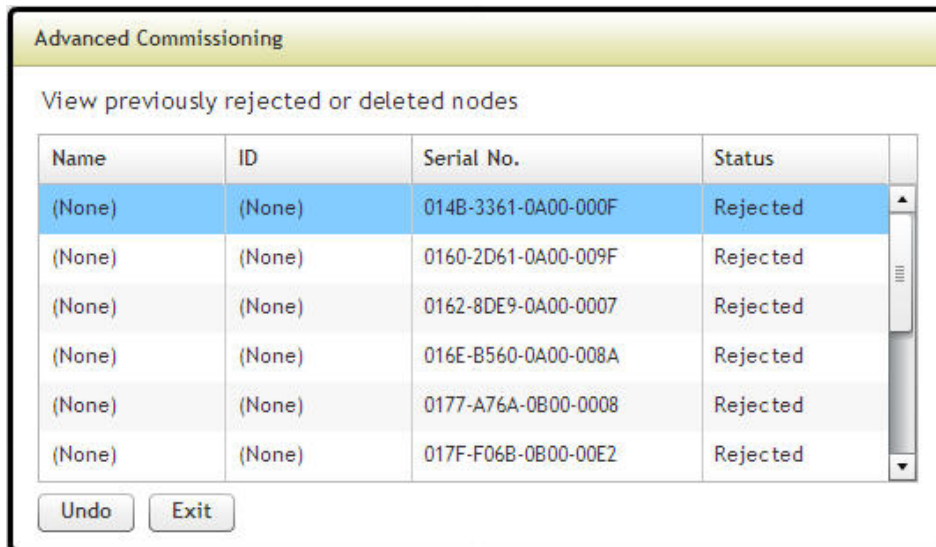 Advanced Commissioning
View previously rejected or deleted nodes
Name ID Serial No. Status
(None) (None) 014B-3361-0A00-000F Rejected
(None) (None) 0160-2D61-0A00-009F Rejected
(None) (None) 0162-8DE9-0A00-0007 Rejected
(None) (None) 016E-B560-0A00-008A Rejected
(None) (None) 0177-A76A-0B00-0008 Rejected
(None) (None) 017F-F06B-0B00-00E2 Rejected
Undo Exit